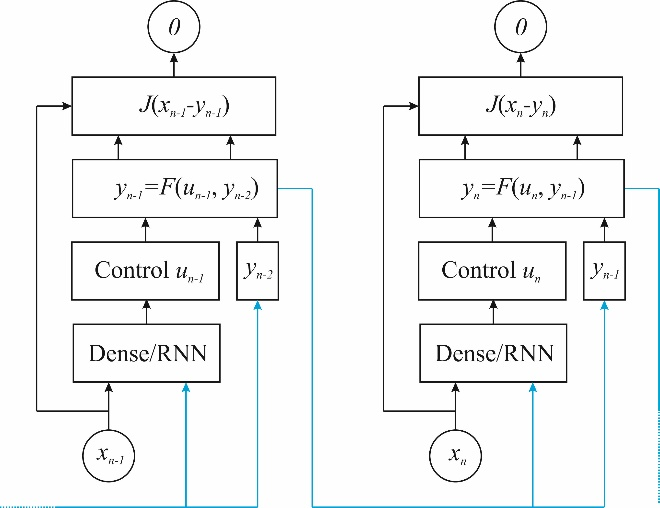 0
J(xₙ₋₁-yₙ₋₁)
yₙ₋₁=F(uₙ₋₁, yₙ₋₂)
Control uₙ₋₁
yₙ₋₂
Dense/RNN
xₙ₋₁
0
J(xₙ-yₙ)
yₙ=F(uₙ, yₙ₋₁)
Control uₙ
yₙ₋₁
Dense/RNN
xₙ